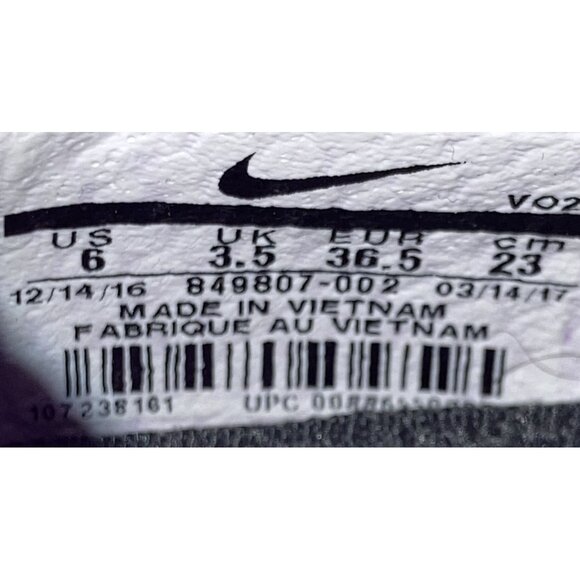 VO2
US UK EUR cm
6 3.5 36.5 23
12/14/16 849807-002 03/14/17
MADE IN VIETNAM
FABRIQUE AU VIETNAM
UPC